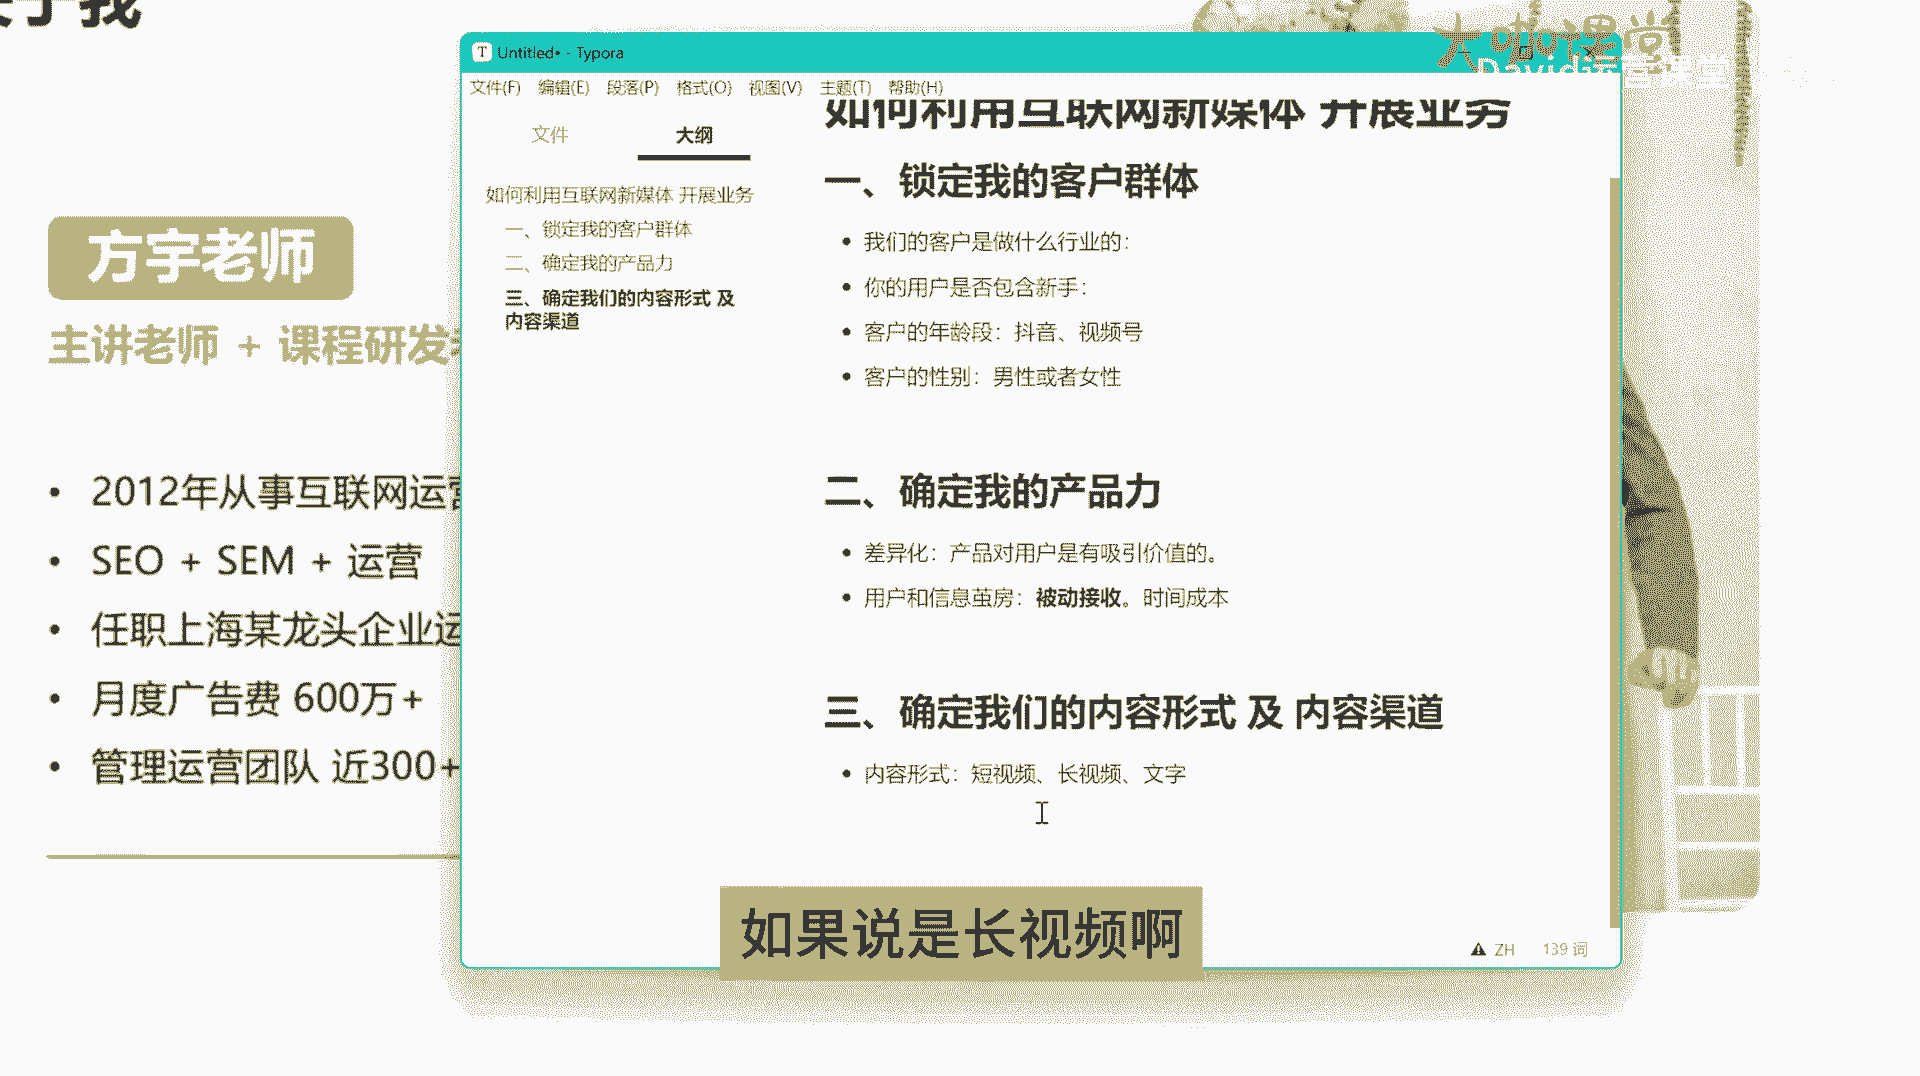 关于我
大咖课堂
方宇老师
主讲老师 + 课程研发
2012年从事互联网运营
SEO + SEM + 运营
任职上海某龙头企业运
月度广告费 600万+
管理运营团队 近300+
Untitled• - Typora
文件(F) 编辑(E) 段落(P) 格式(O) 视图(V) 主题(T) 帮助(H)
文件 大纲
如何利用互联网新媒体 开展业务
一、锁定我的客户群体
二、确定我的产品力
三、确定我们的内容形式 及
内容渠道
如何利用互联网新媒体 开展业务
一、锁定我的客户群体
我们的客户是做什么行业的：
你的用户是否包含新手：
客户的年龄段：抖音、视频号
客户的性别：男性或者女性
二、确定我的产品力
差异化：产品对用户是有吸引价值的。
用户和信息茧房：被动接收。时间成本
三、确定我们的内容形式 及 内容渠道
内容形式：短视频、长视频、文字
ZH 139 词
如果说是长视频啊